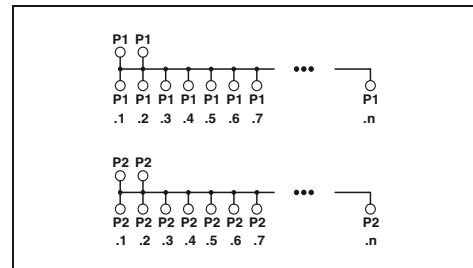 P1 P1
•••
P1 P1 P1 P1 P1 P1 P1 P1
.1 .2 .3 .4 .5 .6 .7 .n
P2 P2
•••
P2 P2 P2 P2 P2 P2 P2 P2
.1 .2 .3 .4 .5 .6 .7 .n